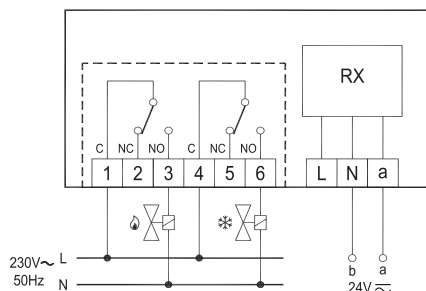 RX
C NC NO C NC NO
1 2 3 4 5 6 L N a
230V~ L
50Hz N
b a
24V